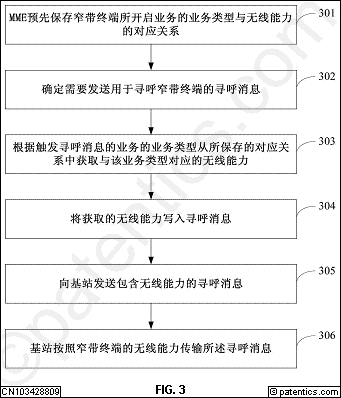 MME预先保存窄带终端所开启业务的业务类型与无线能力
的对应关系
301
确定需要发送用于寻呼窄带终端的寻呼消息
302
根据触发寻呼消息的业务的业务类型从所保存的对应关
系中获取与该业务类型对应的无线能力
303
将获取的无线能力写入寻呼消息
304
向基站发送包含无线能力的寻呼消息
305
基站按照窄带终端的无线能力传输所述寻呼消息
306
CN103428809
FIG. 3
© patentics.com
© patentics.com